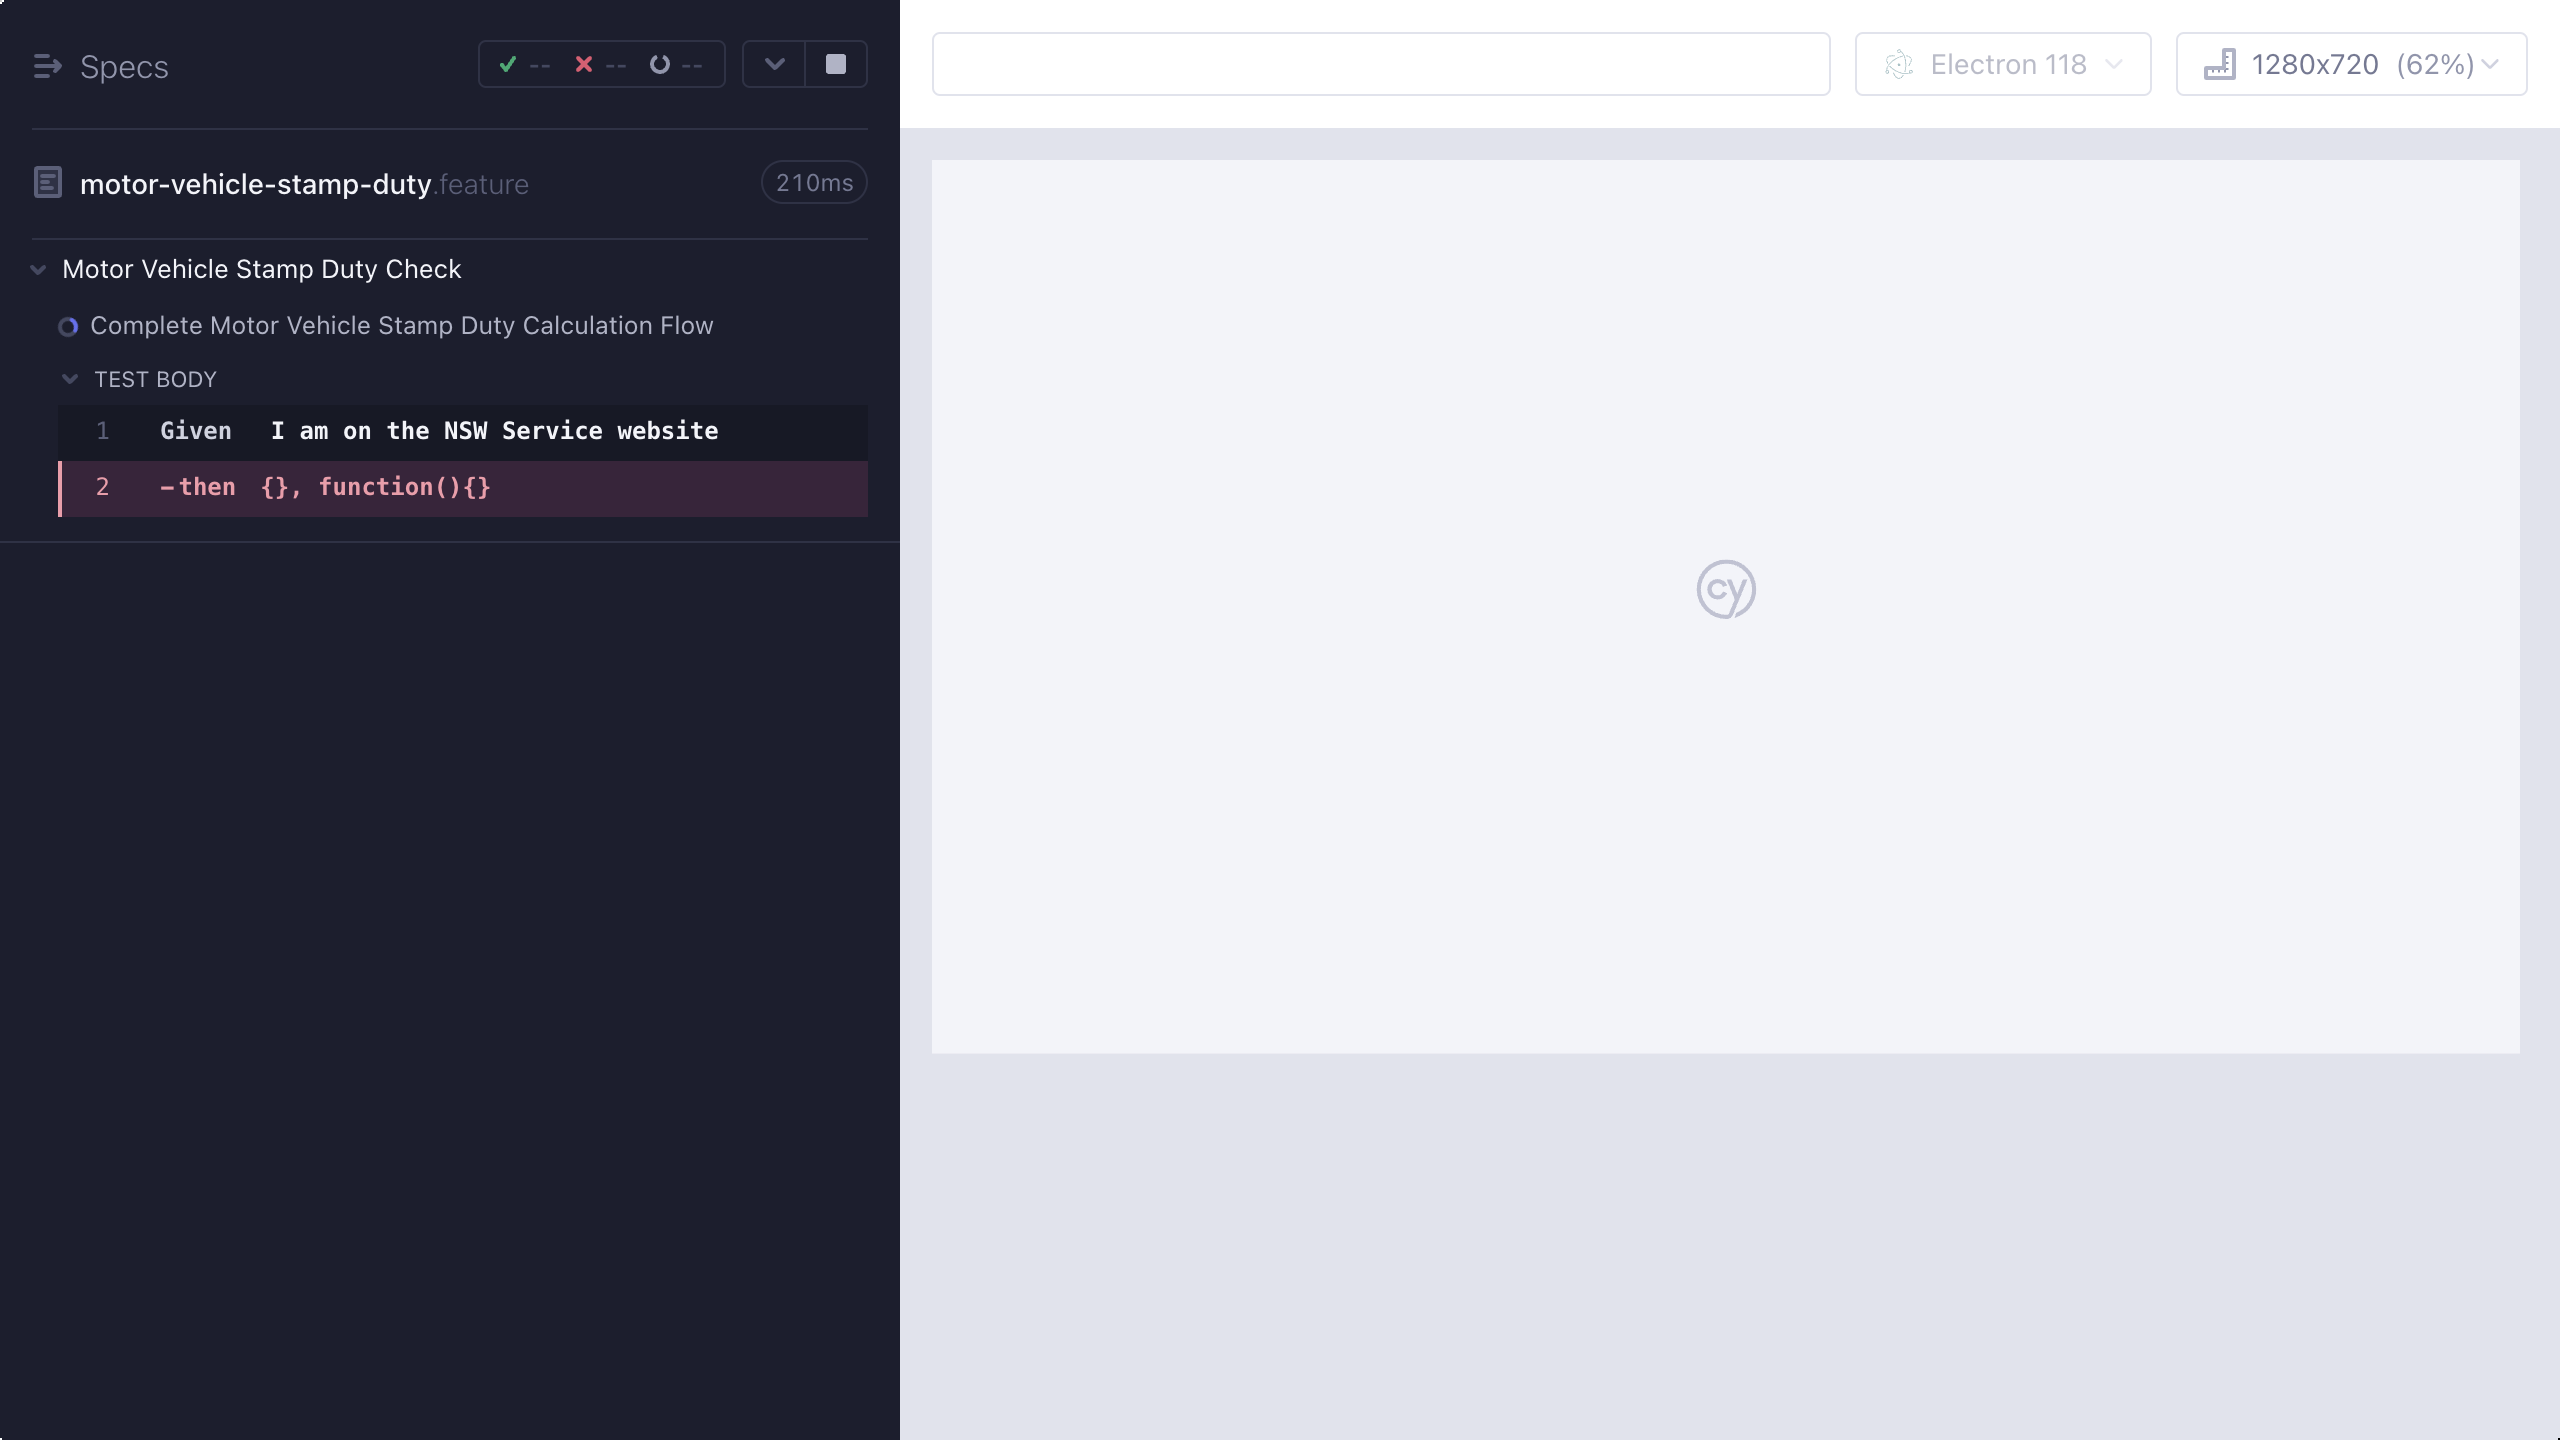 Specs
-- -- --
motor-vehicle-stamp-duty.feature
210ms
Motor Vehicle Stamp Duty Check
Complete Motor Vehicle Stamp Duty Calculation Flow
TEST BODY
1 Given I am on the NSW Service website
2 -then {}, function(){}
Electron 118
1280x720 (62%)
cy